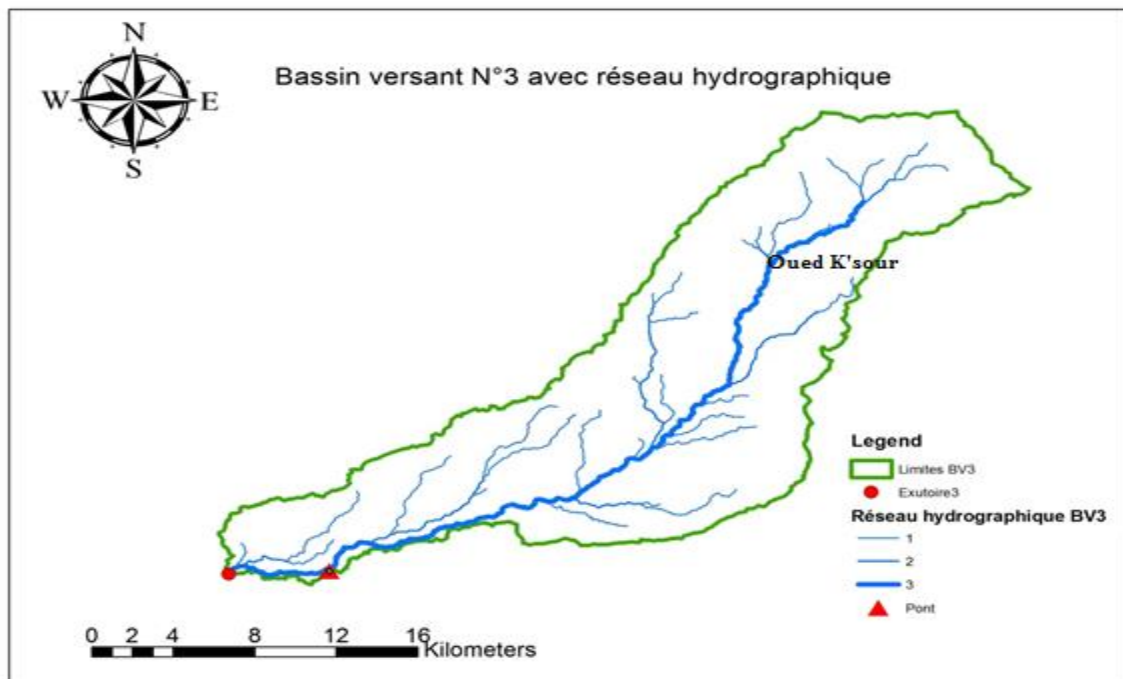 N
W E
S
Bassin versant N°3 avec réseau hydrographique
Oued K'sour
Legend
Limites BV3
Exutoire3
Réseau hydrographique BV3
1
2
3
Pont
0 2 4 8 12 16
Kilometers